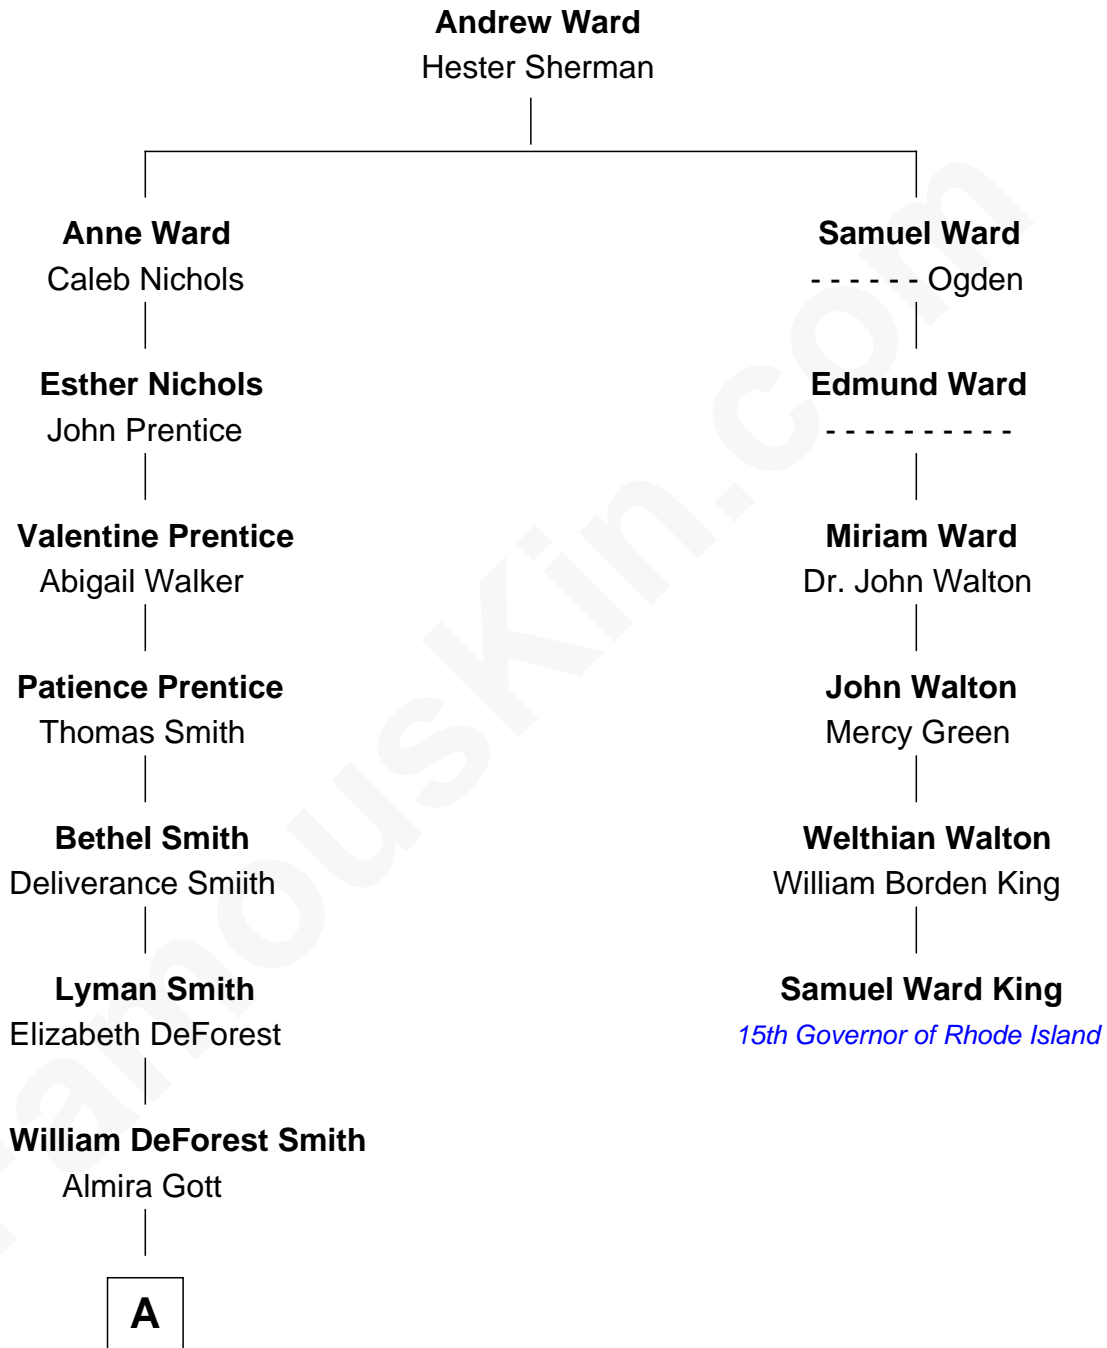 Andrew Ward
Hester Sherman
Anne Ward
Caleb Nichols
Samuel Ward
- - - - - - Ogden
Esther Nichols
John Prentice
Edmund Ward
- - - - - - - - - -
Valentine Prentice
Abigail Walker
Miriam Ward
Dr. John Walton
Patience Prentice
Thomas Smith
John Walton
Mercy Green
Bethel Smith
Deliverance Smiith
Welthian Walton
William Borden King
Lyman Smith
Elizabeth DeForest
Samuel Ward King
15th Governor of Rhode Island
William DeForest Smith
Almira Gott
A
FamousKin.com